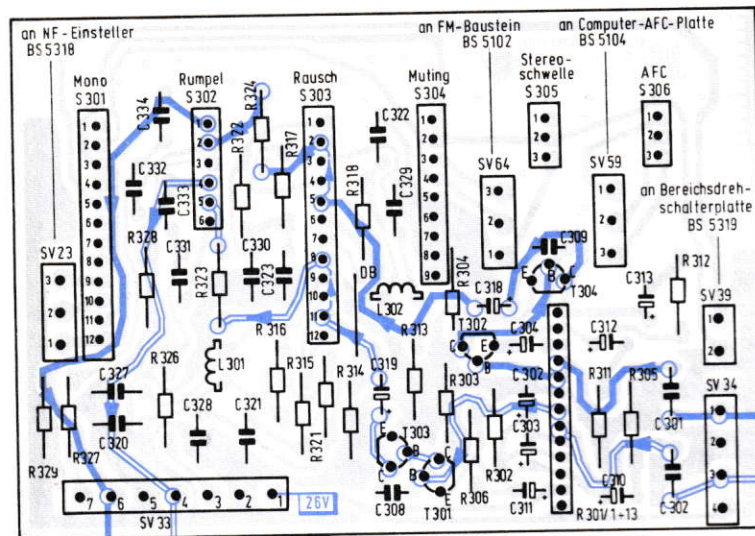 an NF-Einsteller
BS 5318
an FM-Baustein
BS 5102
an Computer-AFC-Platte
BS 5104
Mono
S301
C334
Rumpel
S302
R324
Rausch
S303
C322
Muting
S304
Stereo-
schwelle
S305
AFC
S306
R322
R317
C332
C333
R318
C329
SV64
SV59
an Bereichsdreh-
schalterplatte
BS 5319
SV23
R328
C331
R323
C330
C323
DB
L302
R304
C318
C309
T304
C313
R312
SV39
R316
L301
R313
T302
C304
C312
R326
R315
R321
R314
C319
R303
C302
R311
R305
C301
SV 34
C327
C320
C328
C321
R329
R327
T303
C303
R302
R306
T301
C308
C311
C310
R301/1÷13
C302
SV33
7 6 5 4 3 2 1
26V